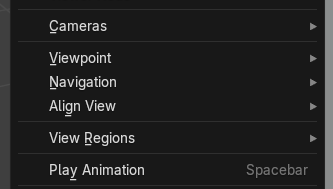 Cameras
Viewpoint
Navigation
Align View
View Regions
Play Animation Spacebar